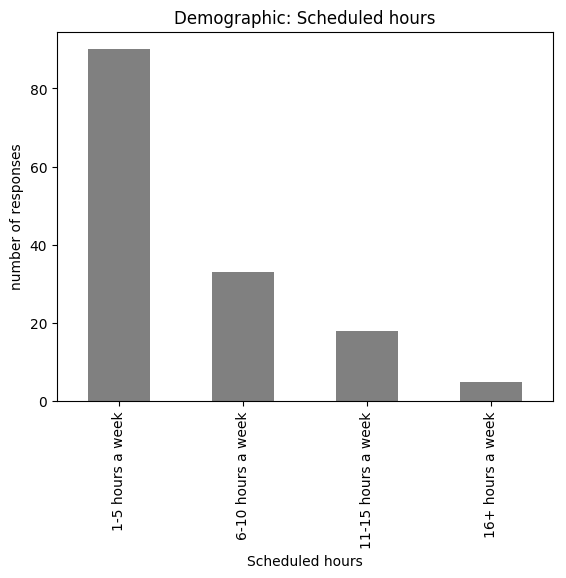 Demographic: Scheduled hours
number of responses
80
60
40
20
0
1-5 hours a week
6-10 hours a week
11-15 hours a week
16+ hours a week
Scheduled hours